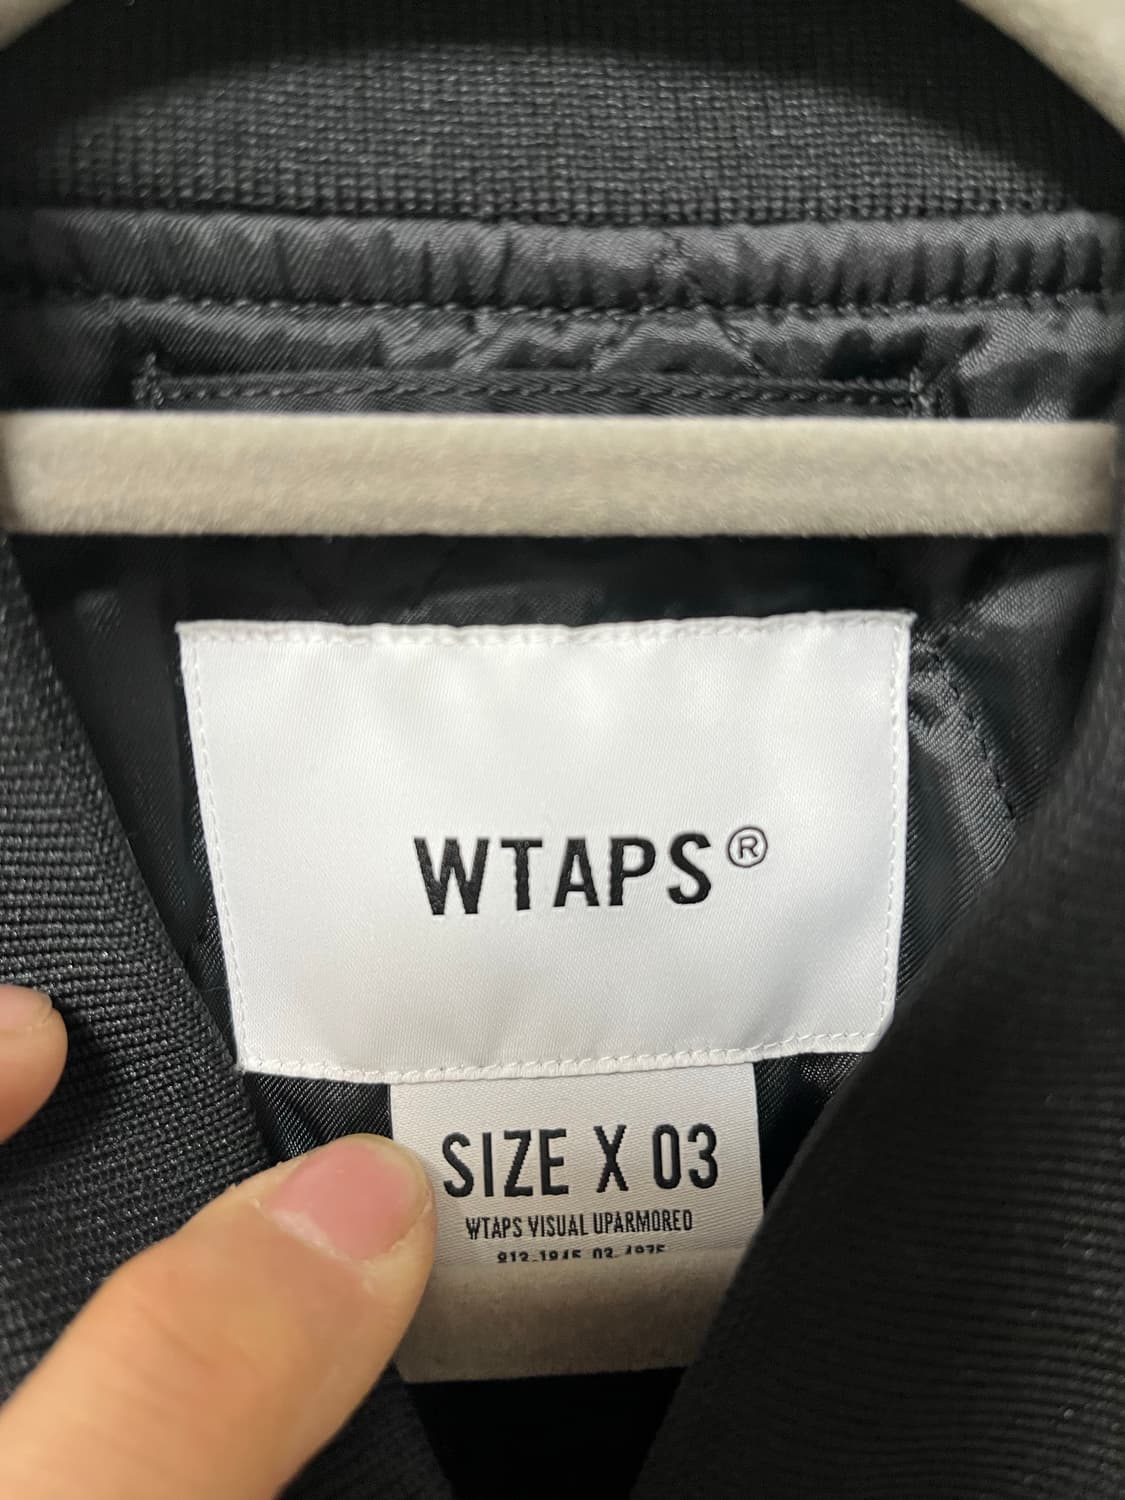 WTAPS®
SIZE X 03
WTAPS VISUAL UPARMORED